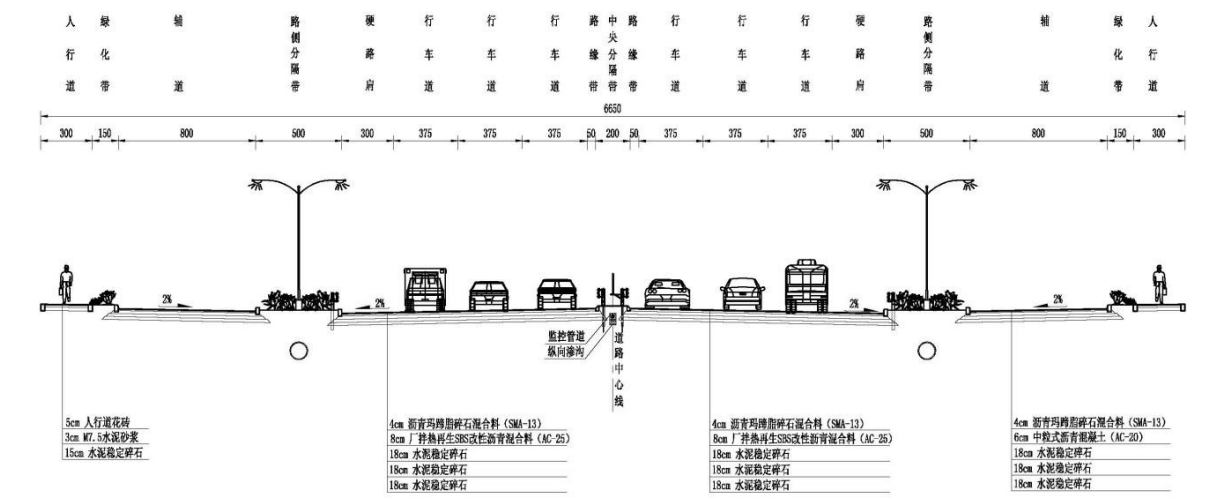 人行道
绿化带
辅道
路侧分隔带
硬路肩
行车道
行车道
行车道
路缘带
中央分隔带
路缘带
行车道
行车道
行车道
硬路肩
路侧分隔带
辅道
绿化带
人行道
6650
300 150 800 500 300 375 375 375 50 200 50 375 375 375 300 500 800 150 300
2% 2% 2% 2%
监控管道
纵向渗沟
道路中心线
5cm 人行道花砖
3cm M7.5水泥砂浆
15cm 水泥稳定碎石
4cm 沥青玛蹄脂碎石混合料（SMA-13）
8cm 厂拌热再生SBS改性沥青混合料（AC-25）
18cm 水泥稳定碎石
18cm 水泥稳定碎石
18cm 水泥稳定碎石
4cm 沥青玛蹄脂碎石混合料（SMA-13）
8cm 厂拌热再生SBS改性沥青混合料（AC-25）
18cm 水泥稳定碎石
18cm 水泥稳定碎石
18cm 水泥稳定碎石
4cm 沥青玛蹄脂碎石混合料（SMA-13）
6cm 中粒式沥青混凝土（AC-20）
18cm 水泥稳定碎石
18cm 水泥稳定碎石
18cm 水泥稳定碎石